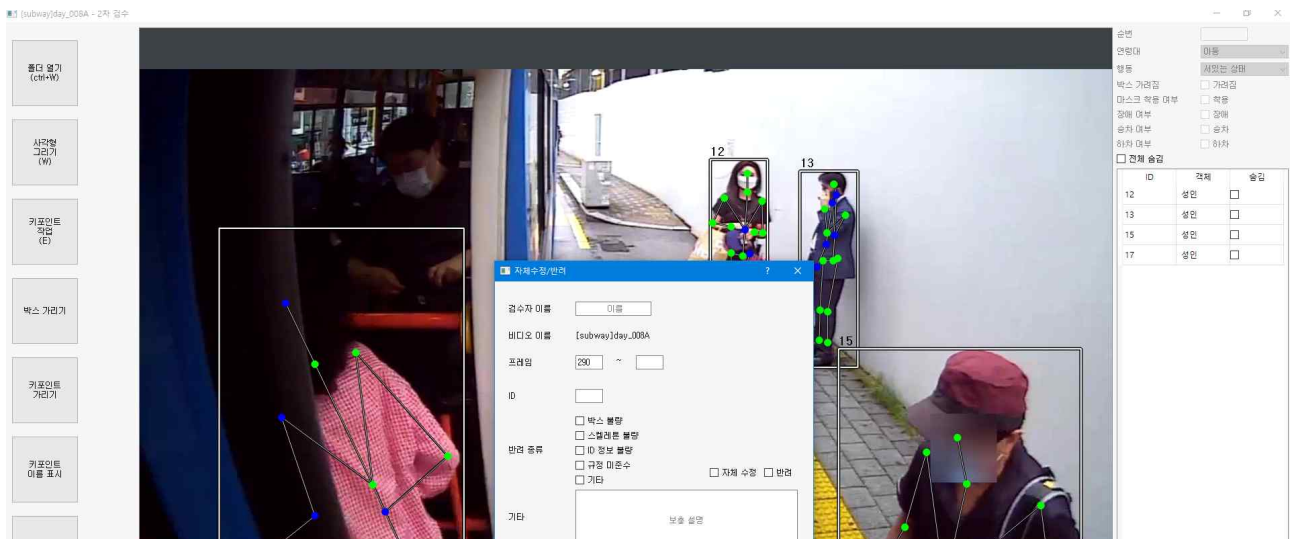 [subway]day_008A - 2차 검수
폴더 열기
(ctrl+W)
사각형
그리기
(W)
키포인트
작업
(E)
박스 가리기
키포인트
가리기
키포인트
이름 표시
12
13
15
자체수정/반려
? ×
검수자 이름 이름
비디오 이름 [subway]day_008A
프레임 290 ~
ID
반려 종류
박스 불량
스켈레톤 불량
ID 정보 불량
규정 미준수
기타
자체 수정 반려
기타 보충 설명
순번
연령대 아동
행동 서있는 상태
박스 가려짐 가려짐
마스크 착용 여부 착용
장애 여부 장애
승차 여부 승차
하차 여부 하차
전체 숨김
ID 객체 숨김
12 성인
13 성인
15 성인
17 성인